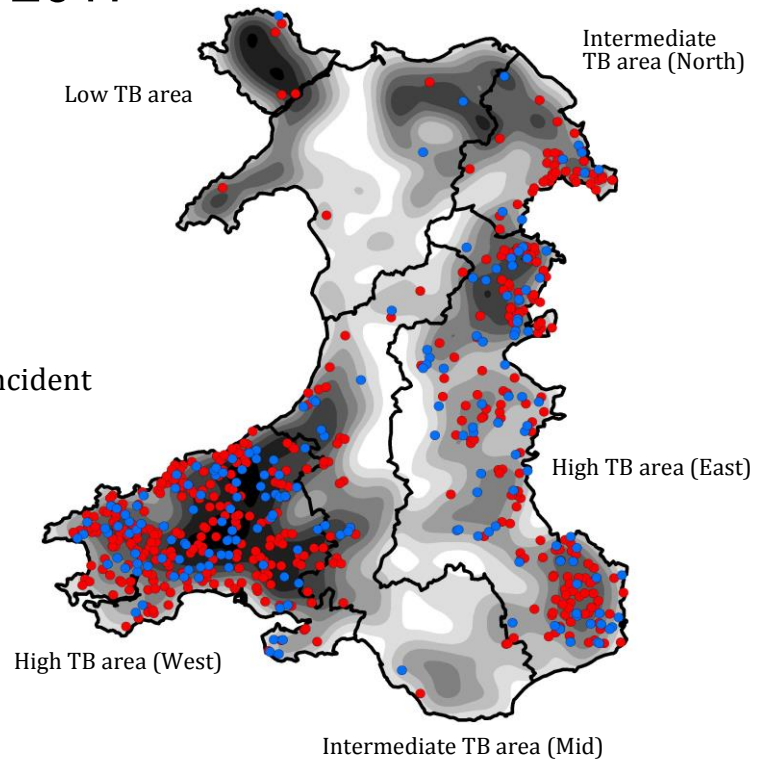 Intermediate
TB area (North)
Low TB area
ncident
High TB area (East)
High TB area (West)
Intermediate TB area (Mid)